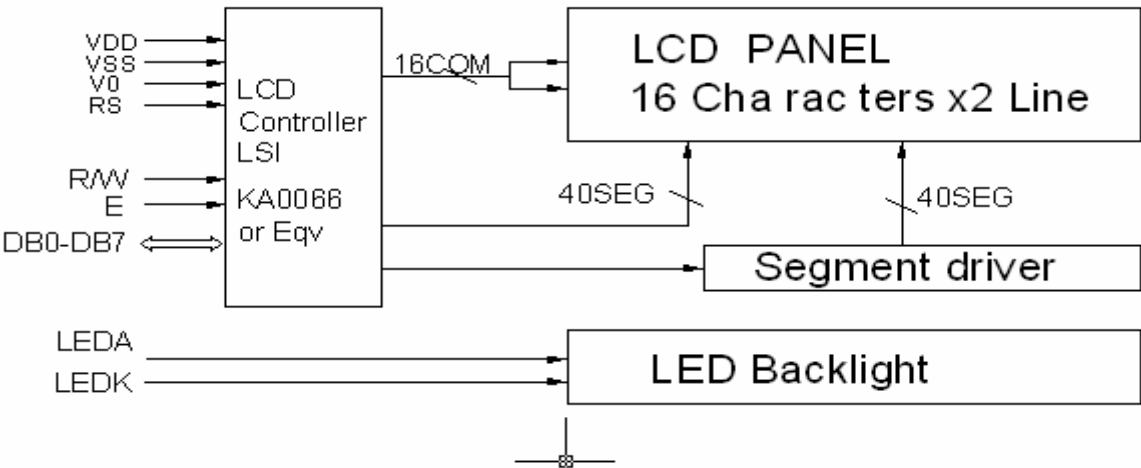 VDD
VSS
V0
RS
R/W
E
DB0-DB7
LCD
Controller
LSI
KA0066
or Eqv
16COM
LCD PANEL
16 Cha rac ters x2 Line
40SEG
40SEG
Segment driver
LEDA
LEDK
LED Backlight